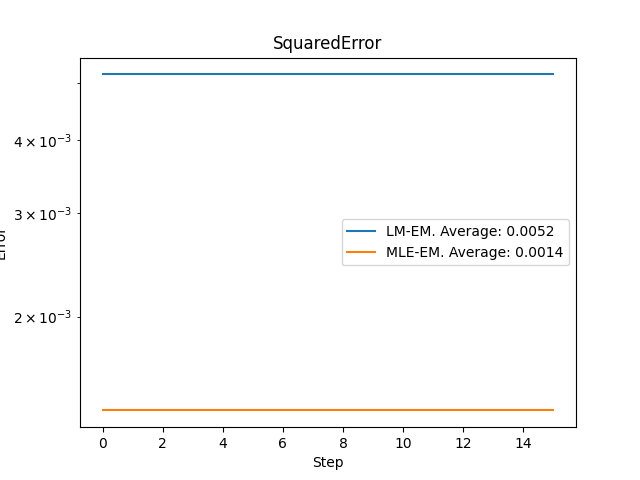 SquaredError
4 × 10⁻³
3 × 10⁻³
2 × 10⁻³
Error
LM-EM. Average: 0.0052
MLE-EM. Average: 0.0014
0 2 4 6 8 10 12 14
Step